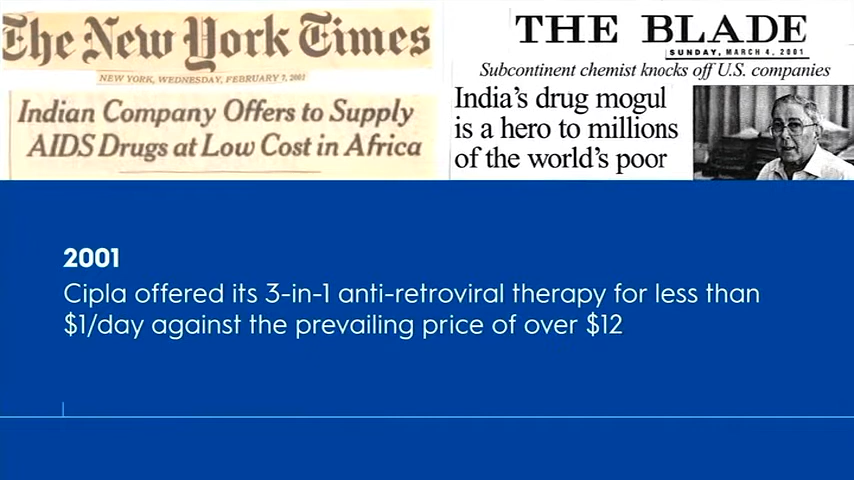 The New York Times
NEW YORK, WEDNESDAY, FEBRUARY 7, 2001
Indian Company Offers to Supply
AIDS Drugs at Low Cost in Africa
THE BLADE
SUNDAY, MARCH 4, 2001
Subcontinent chemist knocks off U.S. companies
India's drug mogul
is a hero to millions
of the world's poor
2001
Cipla offered its 3-in-1 anti-retroviral therapy for less than
$1/day against the prevailing price of over $12